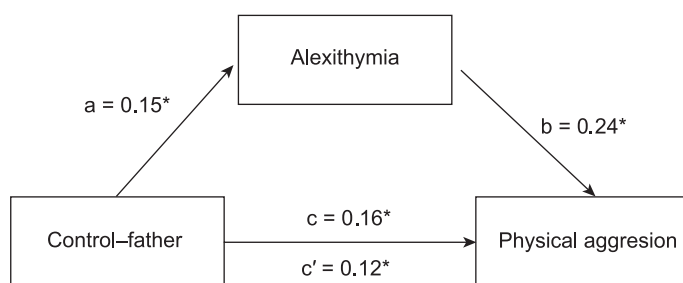 Alexithymia
a = 0.15*
b = 0.24*
Control–father
c = 0.16*
c′ = 0.12*
Physical aggresion